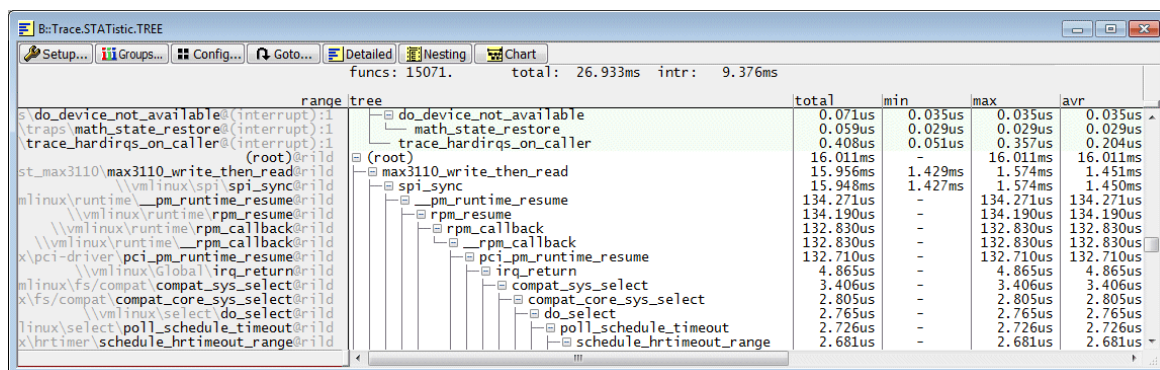 B::Trace.STATistic.TREE
Setup... Groups... Config... Goto... Detailed Nesting Chart
funcs: 15071. total: 26.933ms intr: 9.376ms
range tree total min max avr
s\do_device_not_available@(interrupt):1 do_device_not_available 0.071us 0.035us 0.035us 0.035us
\traps\math_state_restore@(interrupt):1 math_state_restore 0.059us 0.029us 0.029us 0.029us
\trace_hardirqs_on_caller@(interrupt):1 trace_hardirqs_on_caller 0.408us 0.051us 0.357us 0.204us
(root)@rild (root) 16.011ms - 16.011ms 16.011ms
st_max3110\max3110_write_then_read@rild max3110_write_then_read 15.956ms 1.429ms 1.574ms 1.451ms
\\vmlinux\spi\spi_sync@rild spi_sync 15.948ms 1.427ms 1.574ms 1.450ms
mlinux\runtime\__pm_runtime_resume@rild __pm_runtime_resume 134.271us - 134.271us 134.271us
\\vmlinux\runtime\rpm_resume@rild rpm_resume 134.190us - 134.190us 134.190us
\\vmlinux\runtime\rpm_callback@rild rpm_callback 132.830us - 132.830us 132.830us
\\vmlinux\runtime\__rpm_callback@rild __rpm_callback 132.830us - 132.830us 132.830us
x\pci-driver\pci_pm_runtime_resume@rild pci_pm_runtime_resume 132.710us - 132.710us 132.710us
\\vmlinux\Global\irq_return@rild irq_return 4.865us - 4.865us 4.865us
mlinux\fs/compat\compat_sys_select@rild compat_sys_select 3.406us - 3.406us 3.406us
x\fs/compat\compat_core_sys_select@rild compat_core_sys_select 2.805us - 2.805us 2.805us
\\vmlinux\select\do_select@rild do_select 2.765us - 2.765us 2.765us
linux\select\poll_schedule_timeout@rild poll_schedule_timeout 2.726us - 2.726us 2.726us
x\hrtimer\schedule_hrtimeout_range@rild schedule_hrtimeout_range 2.681us - 2.681us 2.681us